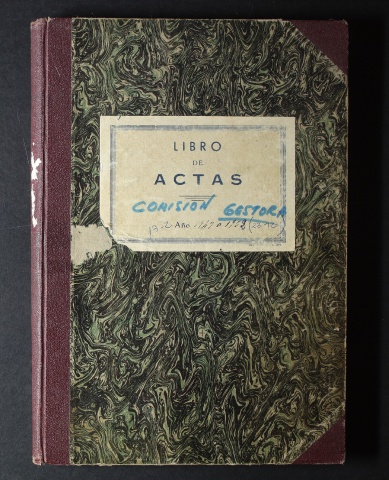 LIBRO
DE
ACTAS
COMISIÓN GESTORA
Año